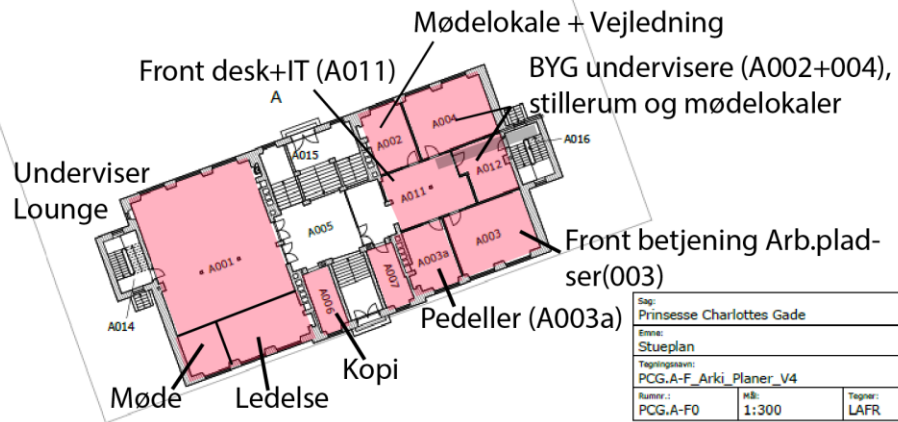 Mødelokale + Vejledning
Front desk+IT (A011)
BYG undervisere (A002+004),
stillerum og mødelokaler
A
A004
A002
A016
A015
A012
Underviser
Lounge
A011
A005
A003
A003a
A001
A007
A006
Front betjening Arb.plad-
ser(003)
A014
Pedeller (A003a)
Kopi
Møde
Ledelse
Sag:
Prinsesse Charlottes Gade
Emne:
Stueplan
Tegningsnavn:
PCG.A-F_Arki_Planer_V4
Rumnr.:
PCG.A-F0
Mål:
1:300
Tegner:
LAFR